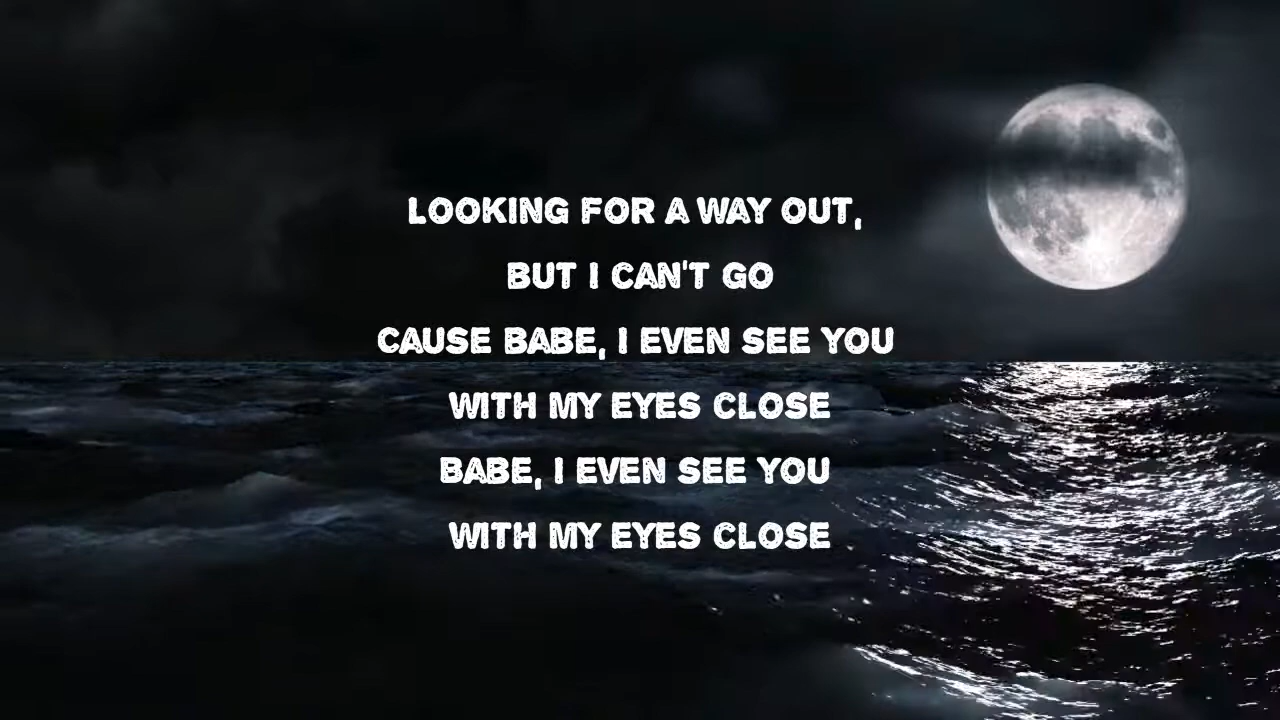 LOOKING FOR A WAY OUT,
BUT I CAN'T GO
CAUSE BABE, I EVEN SEE YOU
WITH MY EYES CLOSE
BABE, I EVEN SEE YOU
WITH MY EYES CLOSE